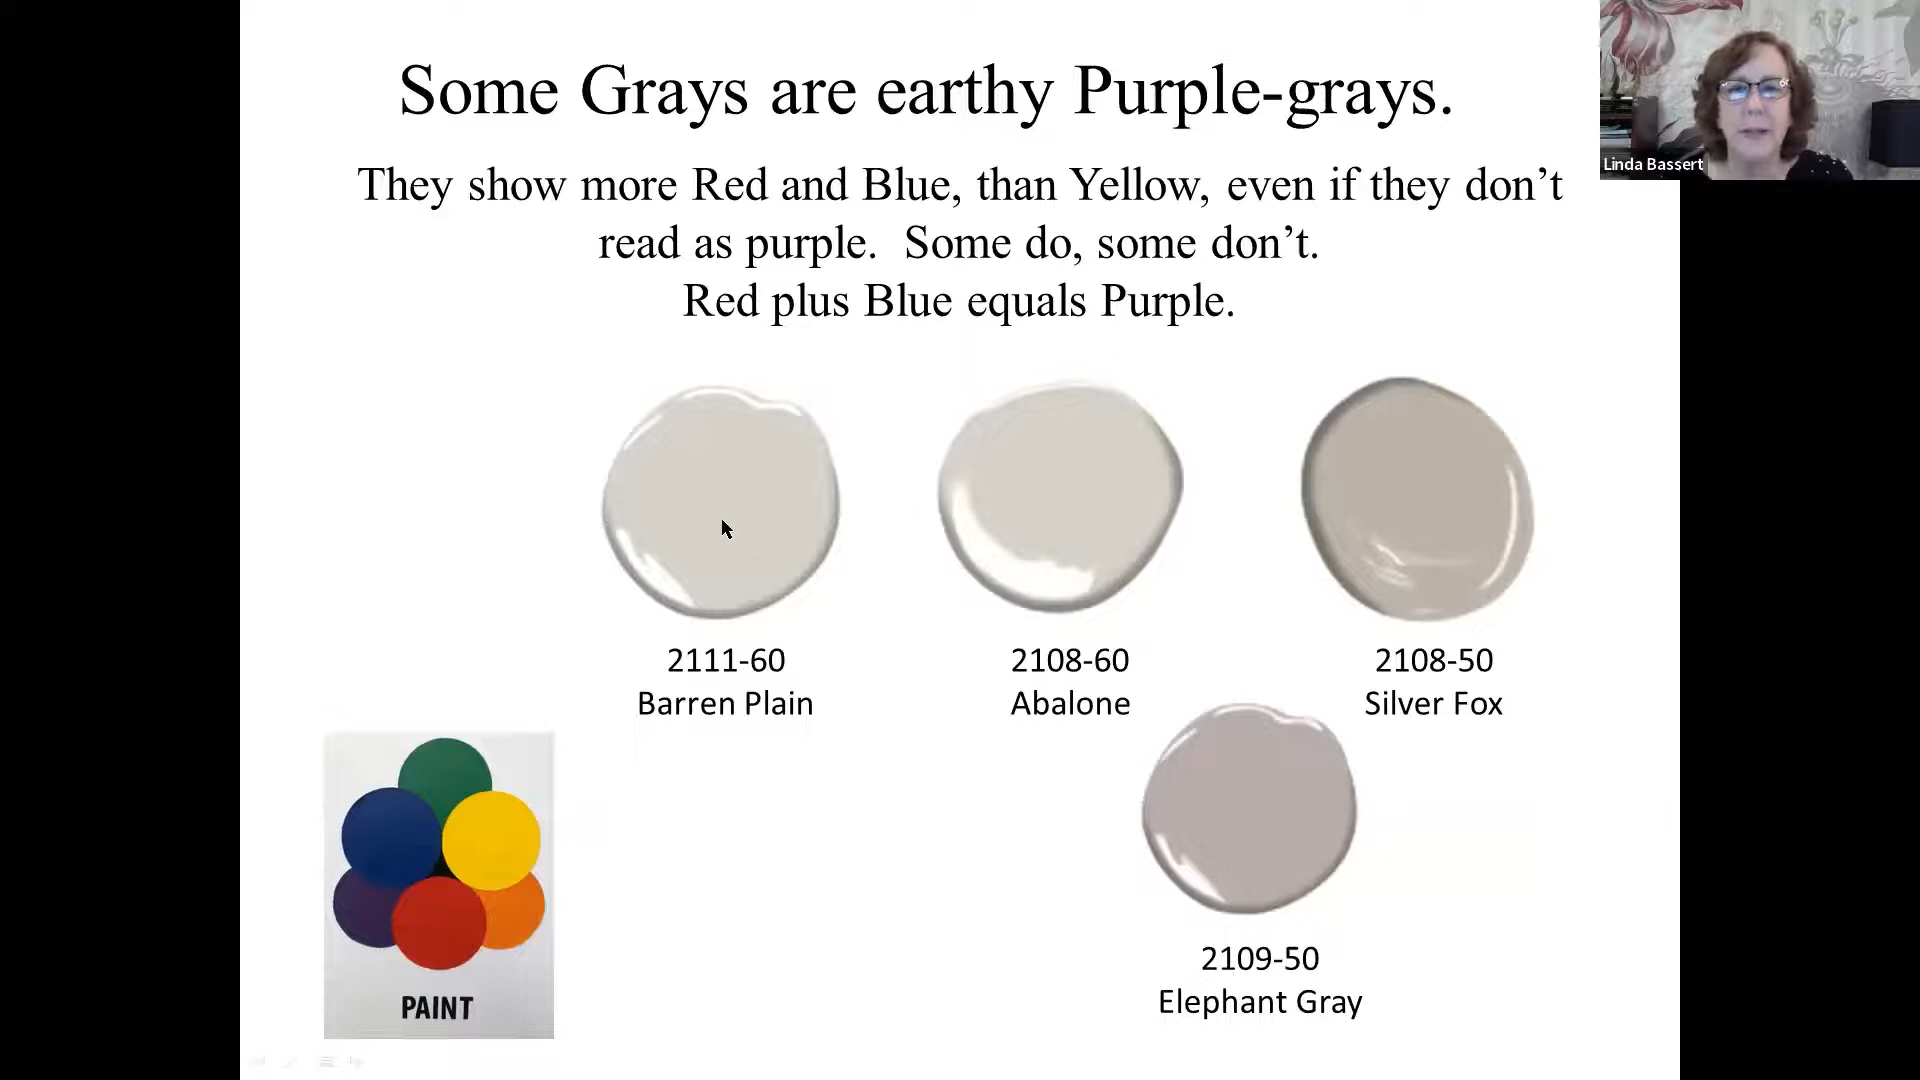 Some Grays are earthy Purple-grays.
They show more Red and Blue, than Yellow, even if they don’t
read as purple.  Some do, some don’t.
Red plus Blue equals Purple.
Linda Bassert
2111-60
Barren Plain
2108-60
Abalone
2108-50
Silver Fox
2109-50
Elephant Gray
PAINT